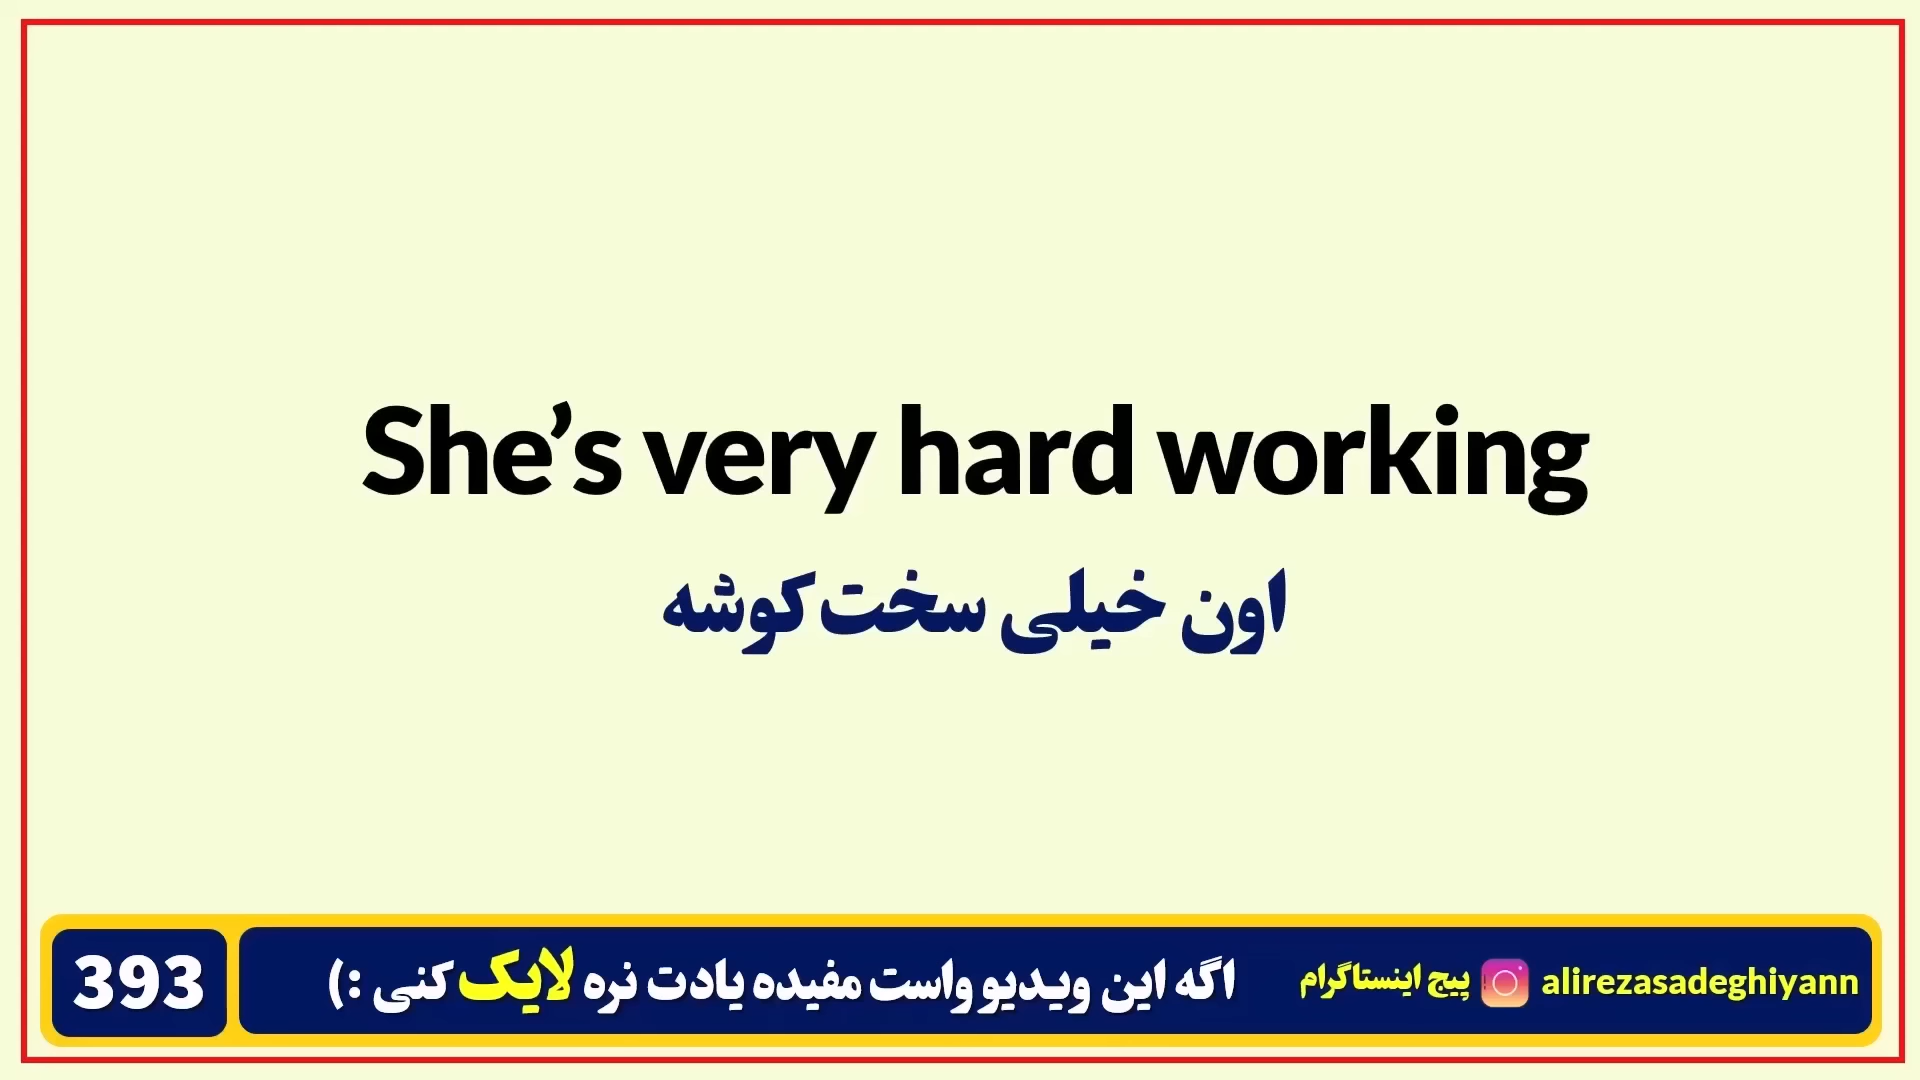 She’s very hard working
اون خیلی سخت‌کوشه
393
اگه این ویدیو واست مفیده یادت نره لایک کنی :)
پیج اینستاگرام
alirezasadeghiyann